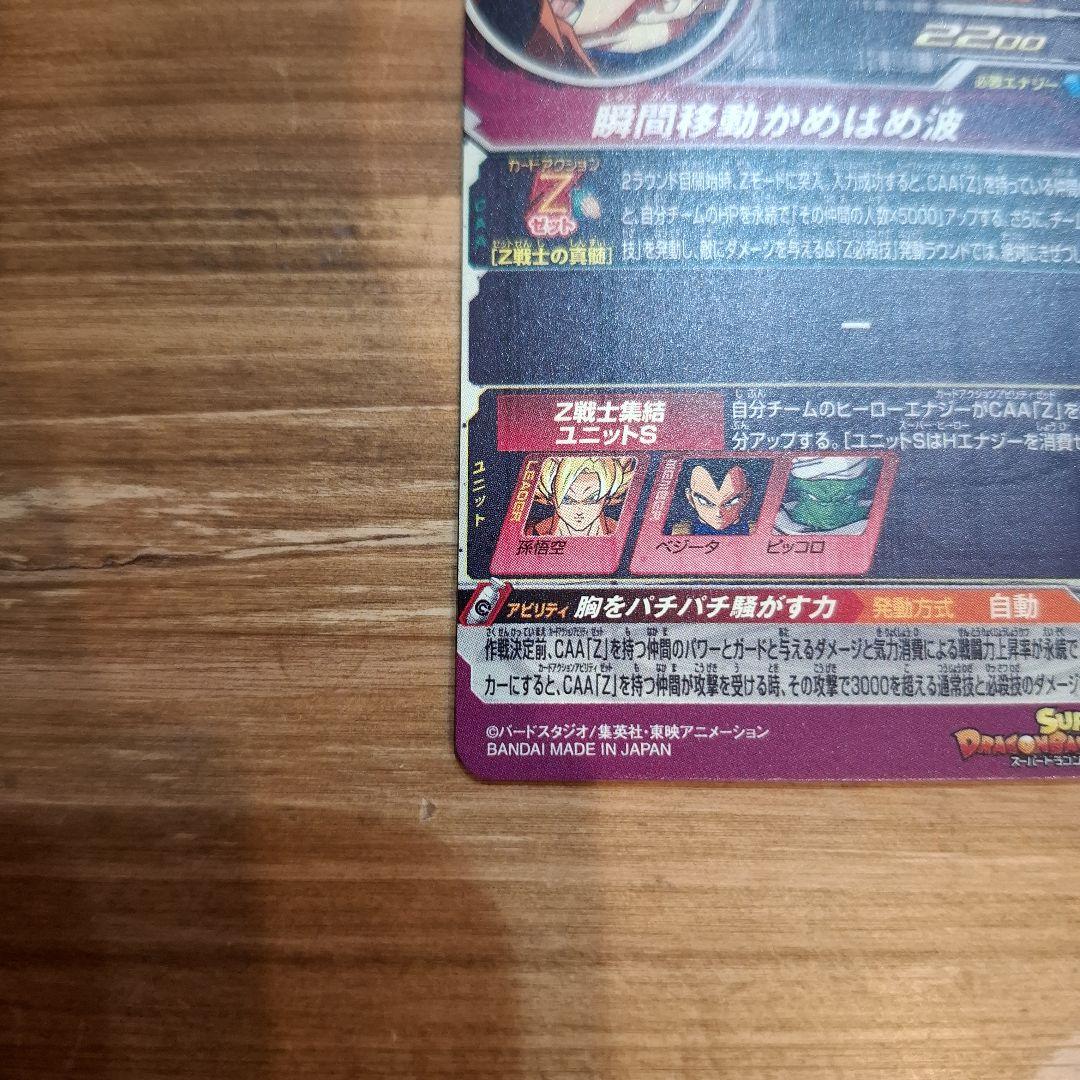 2200
必要エナジー
瞬間移動かめはめ波
カードアクション
Z
ゼット
[Z戦士の真髄]
CAA
2ラウンド目開始時、Zモードに突入。入力成功すると、CAA「Z」を持っている仲間
と、自分チームのHPを永続で「その仲間の人数×5000」アップする。さらに、チー
技」を発動し、敵にダメージを与える&「Z必殺技」発動ラウンドでは、絶対にきぜつし
ー
ユニット
Z戦士集結
ユニットS
自分チームのヒーローエナジーがCAA「Z」を
分アップする。[ユニットSはHエナジーを消費せ
LEADER
孫悟空
ベジータ
ピッコロ
アビリティ 胸をパチパチ騒がす力 発動方式 自動
作戦決定前、CAA「Z」を持つ仲間のパワーとガードと与えるダメージと気力消費による戦闘力上昇率が永続で
カーにすると、CAA「Z」を持つ仲間が攻撃を受ける時、その攻撃で3000を超える通常技と必殺技のダメージ
©バードスタジオ/集英社・東映アニメーション
BANDAI MADE IN JAPAN
SUP
DRAGONBA
スーパードラゴン